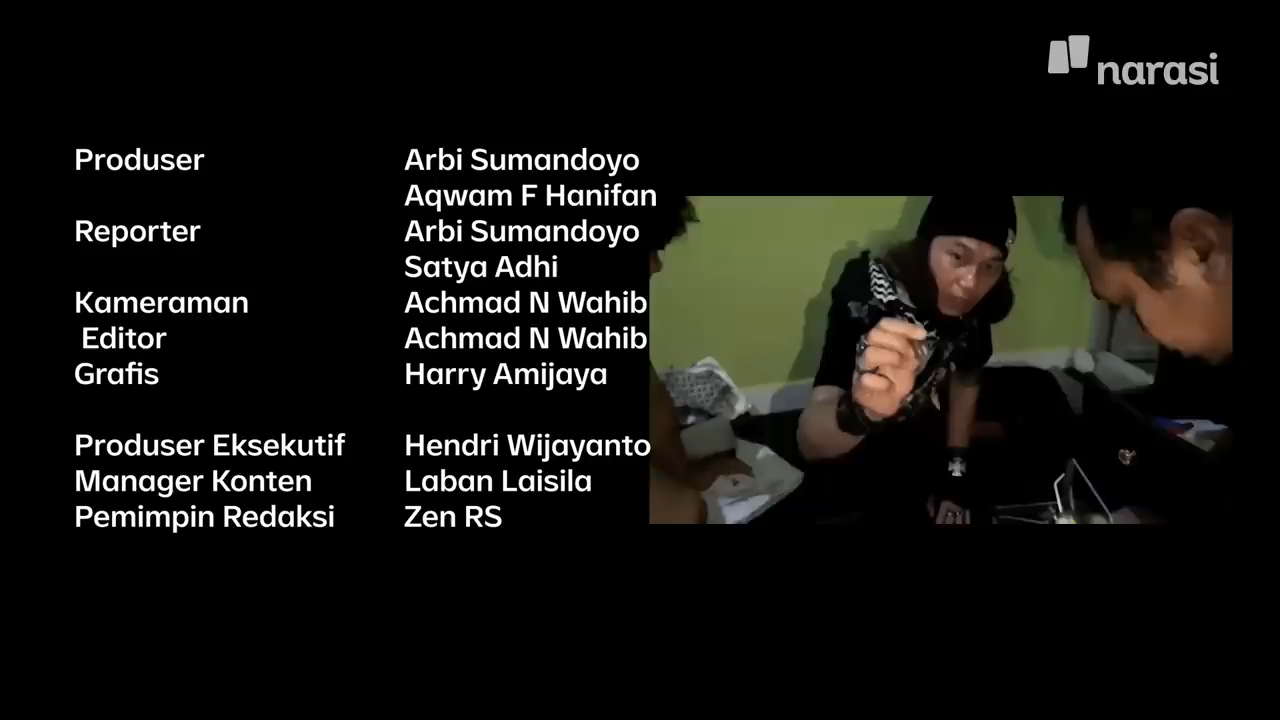 narasi
Produser Arbi Sumandoyo
Aqwam F Hanifan
Reporter Arbi Sumandoyo
Satya Adhi
Kameraman Achmad N Wahib
Editor Achmad N Wahib
Grafis Harry Amijaya
Produser Eksekutif Hendri Wijayanto
Manager Konten Laban Laisila
Pemimpin Redaksi Zen RS